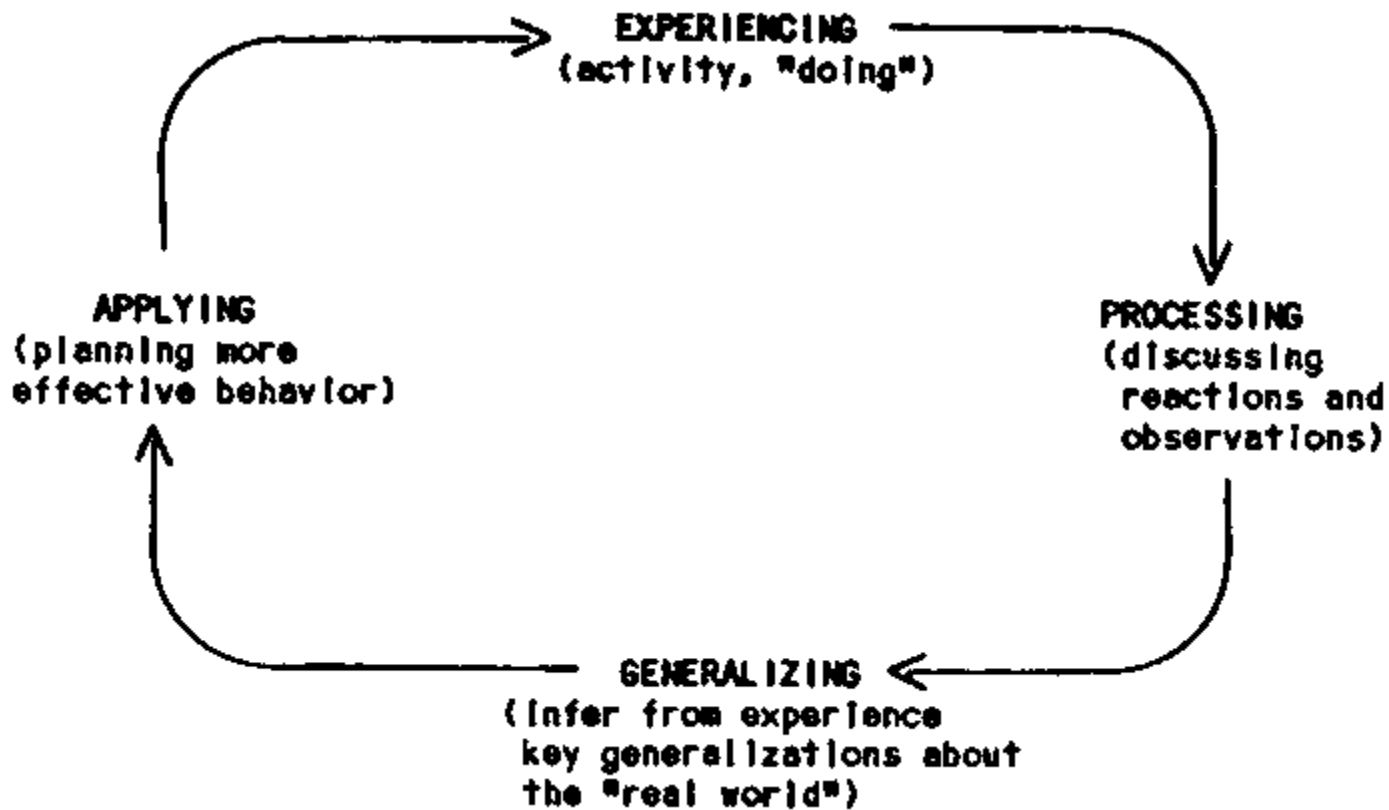 EXPERIENCING
(activity, "doing")
APPLYING
(planning more
effective behavior)
PROCESSING
(discussing
reactions and
observations)
GENERALIZING
(infer from experience
key generalizations about
the "real world")